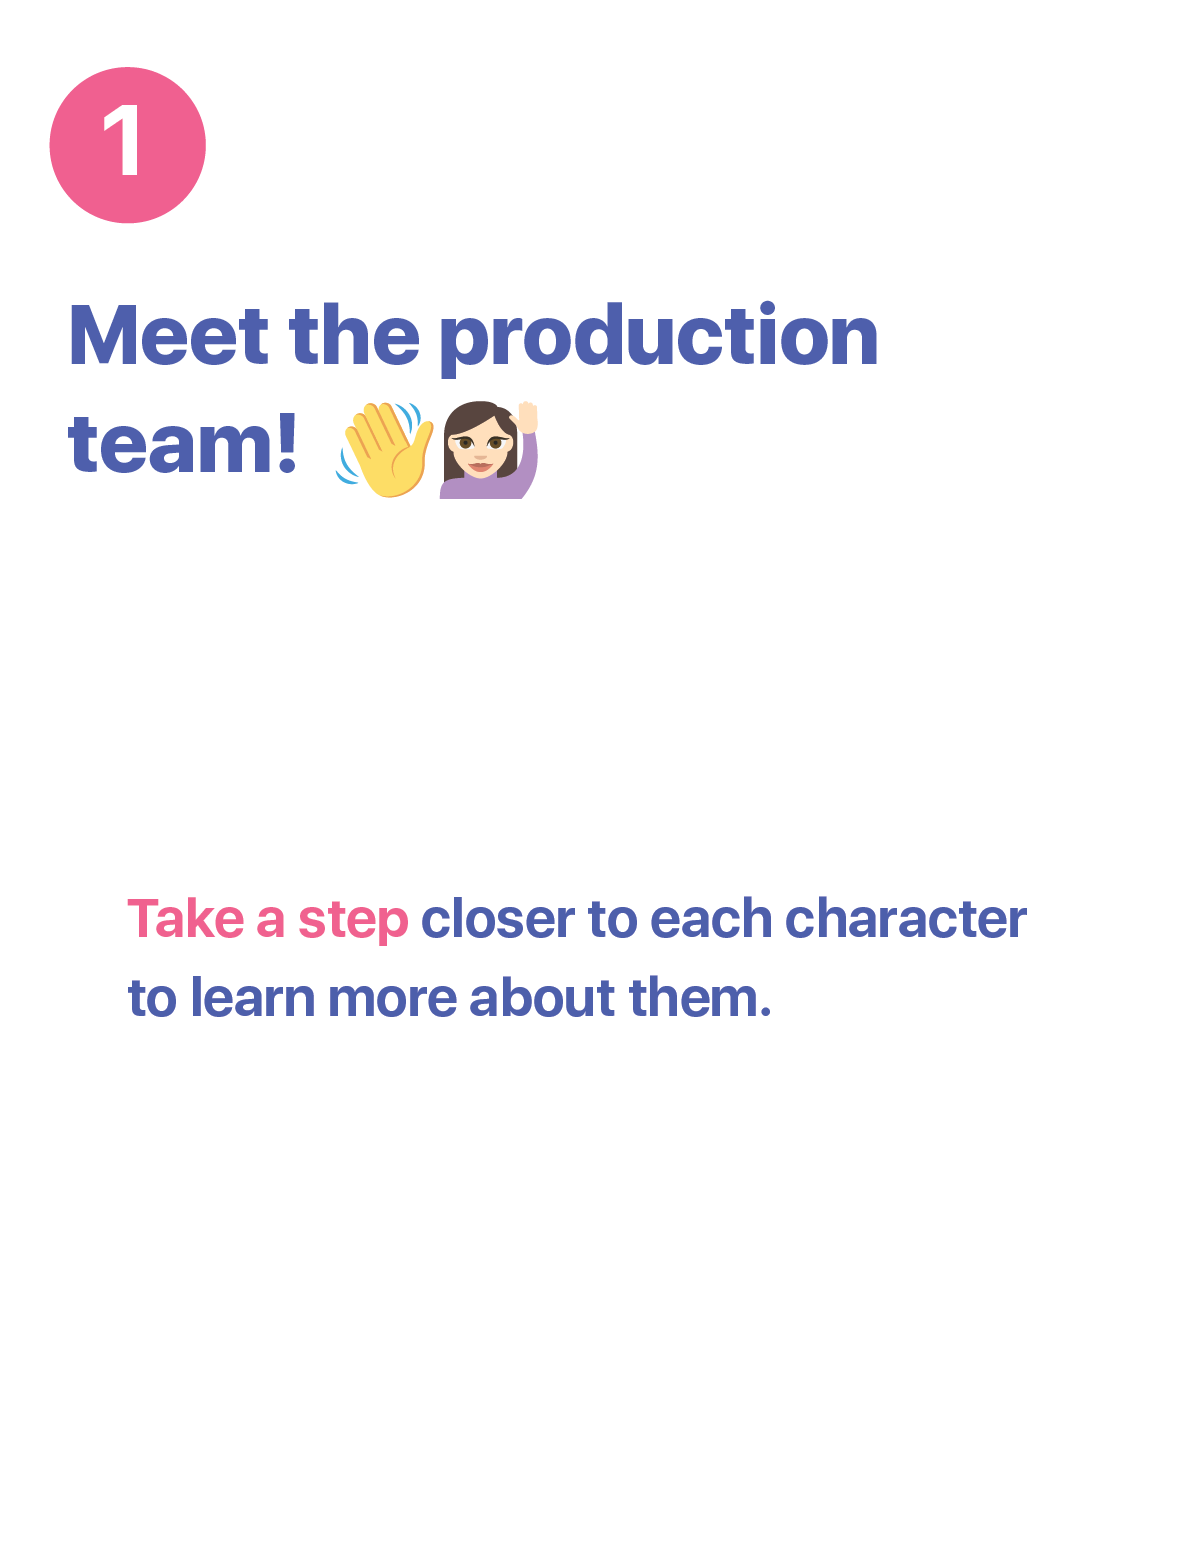 1
Meet the production
team! 👋🙋🏻‍♀️
Take a step closer to each character
to learn more about them.